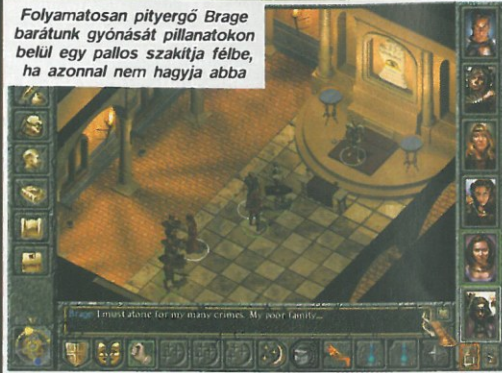 Folyamatosan pityergő Brage
barátunk gyónását pillanatokon
belül egy pallos szakítja félbe,
ha azonnal nem hagyja abba
Brage: I must atone for my many crimes. My poor family...